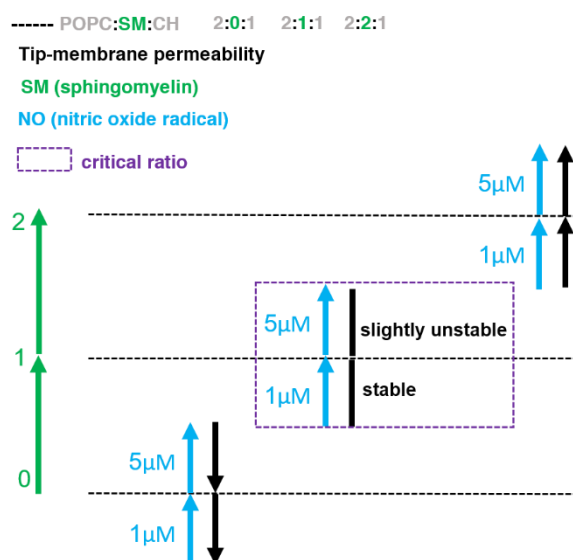 ------ POPC:SM:CH 2:0:1 2:1:1 2:2:1
Tip-membrane permeability
SM (sphingomyelin)
NO (nitric oxide radical)
critical ratio
5µM
2
1µM
5µM
slightly unstable
1
1µM
stable
5µM
0
1µM